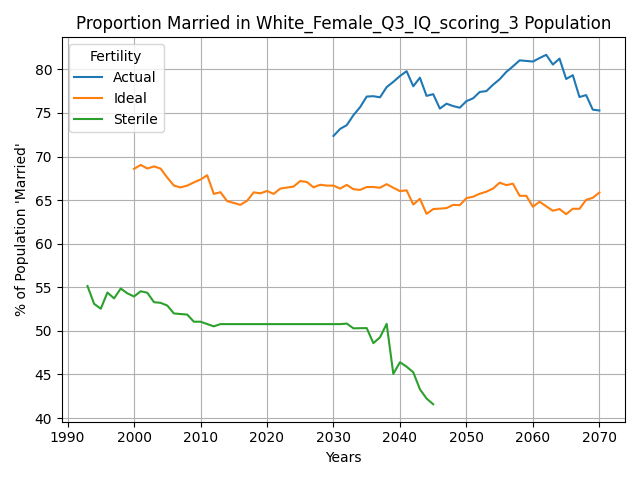 Proportion Married in White_Female_Q3_IQ_scoring_3 Population
Fertility
Actual
Ideal
Sterile
% of Population 'Married'
80
75
70
65
60
55
50
45
40
1990
2000
2010
2020
2030
2040
2050
2060
2070
Years